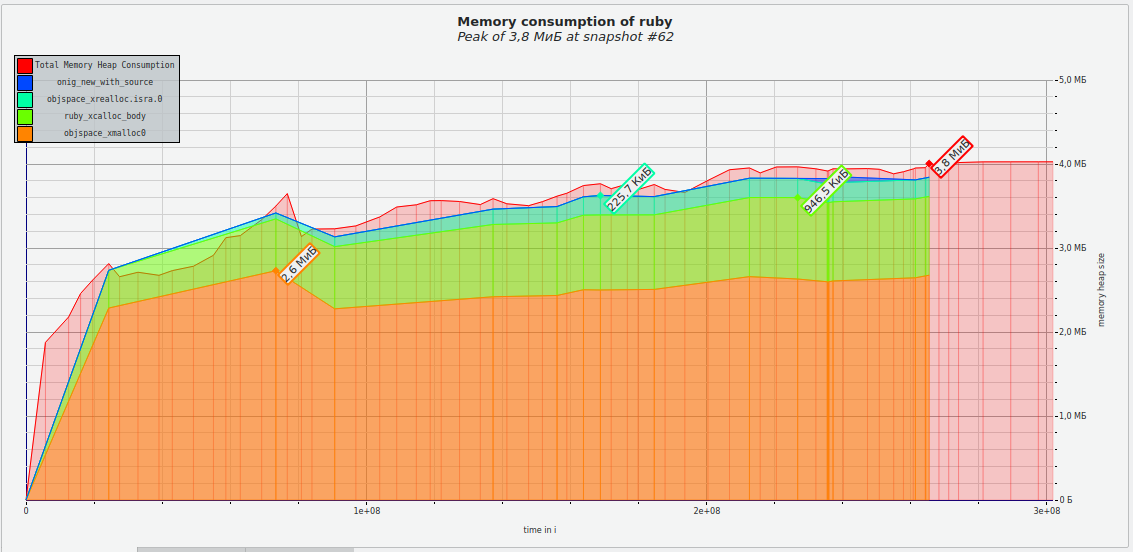 Memory consumption of ruby
Peak of 3,8 МиБ at snapshot #62
Total Memory Heap Consumption
onig_new_with_source
objspace_xrealloc.isra.0
ruby_xcalloc_body
objspace_xmalloc0
5,0 МБ
4,0 МБ
3,0 МБ
2,0 МБ
1,0 МБ
0 Б
memory heap size
3,8 МиБ
225.7 КиБ
946.5 КиБ
2,6 МиБ
0
1e+08
2e+08
3e+08
time in i